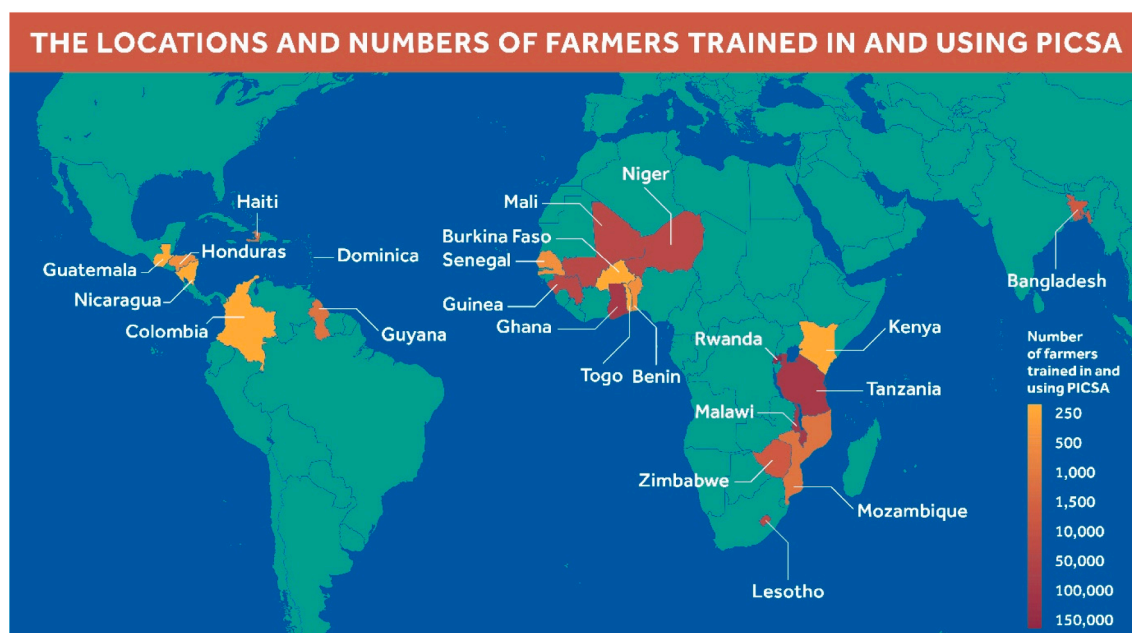 THE LOCATIONS AND NUMBERS OF FARMERS TRAINED IN AND USING PICSA
Niger
Haiti
Mali
Burkina Faso
Honduras
Dominica
Senegal
Guatemala
Bangladesh
Nicaragua
Guinea
Kenya
Colombia
Guyana
Ghana
Rwanda
Togo
Benin
Tanzania
Malawi
Zimbabwe
Mozambique
Lesotho
Number
of farmers
trained in and
using PICSA
250
500
1,000
1,500
10,000
50,000
100,000
150,000